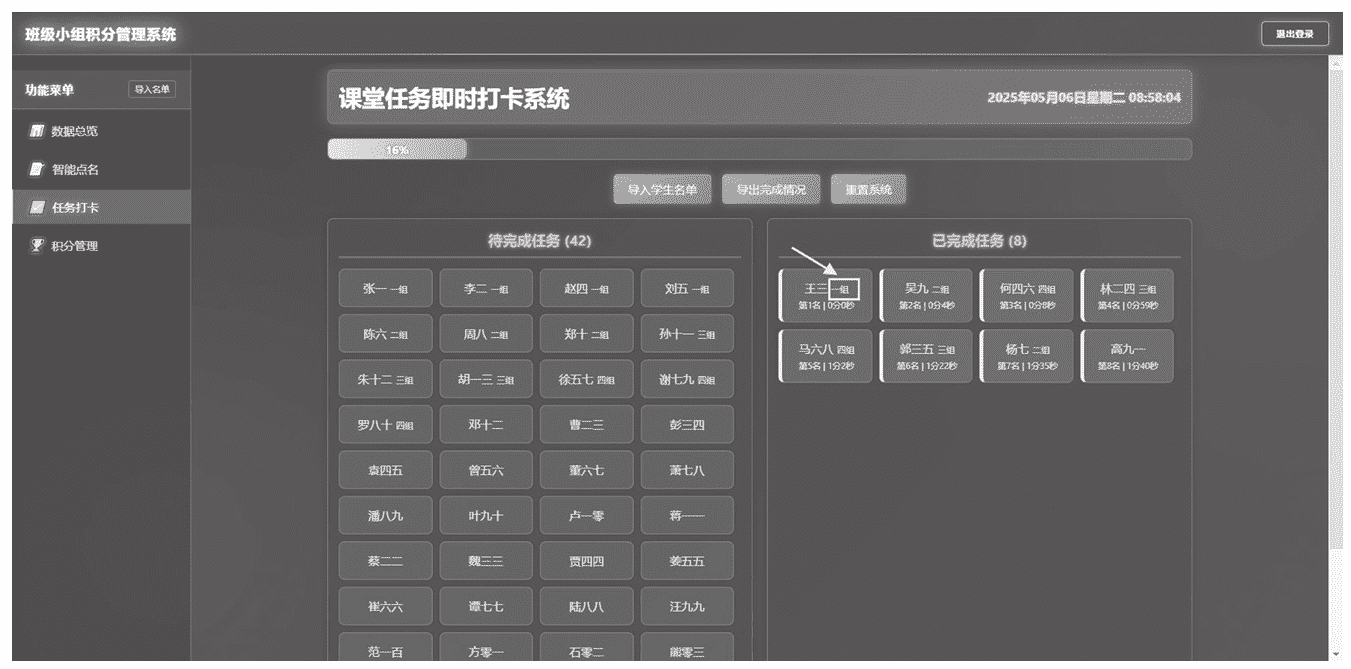 班级小组积分管理系统
退出登录
功能菜单 导入名单
数据总览
智能点名
任务打卡
积分管理
课堂任务即时打卡系统
2025年05月06日星期二 08:58:04
16%
导入学生名单 导出完成情况 重置系统
待完成任务 (42)
张一 一组 李二 一组 赵四 一组 刘五 一组
陈六 二组 周八 二组 郑十 二组 孙十一 三组
朱十二 三组 胡一三 三组 徐五七 四组 谢七九 四组
罗八十 四组 邓十二 曹二三 彭三四
袁四五 曾五六 董六七 萧七八
潘八九 叶九十 卢一零 蒋一一
蔡二二 魏三三 贾四四 姜五五
崔六六 谭七七 陆八八 汪九九
范一百 方零一 石零二 熊零三
已完成任务 (8)
王三 一组 吴九 二组 何四六 四组 林二四 三组
第1名 | 0分0秒 第2名 | 0分4秒 第3名 | 0分8秒 第4名 | 0分59秒
马六八 四组 郭三五 三组 杨七 二组 高九一
第5名 | 1分2秒 第6名 | 1分22秒 第7名 | 1分35秒 第8名 | 1分40秒